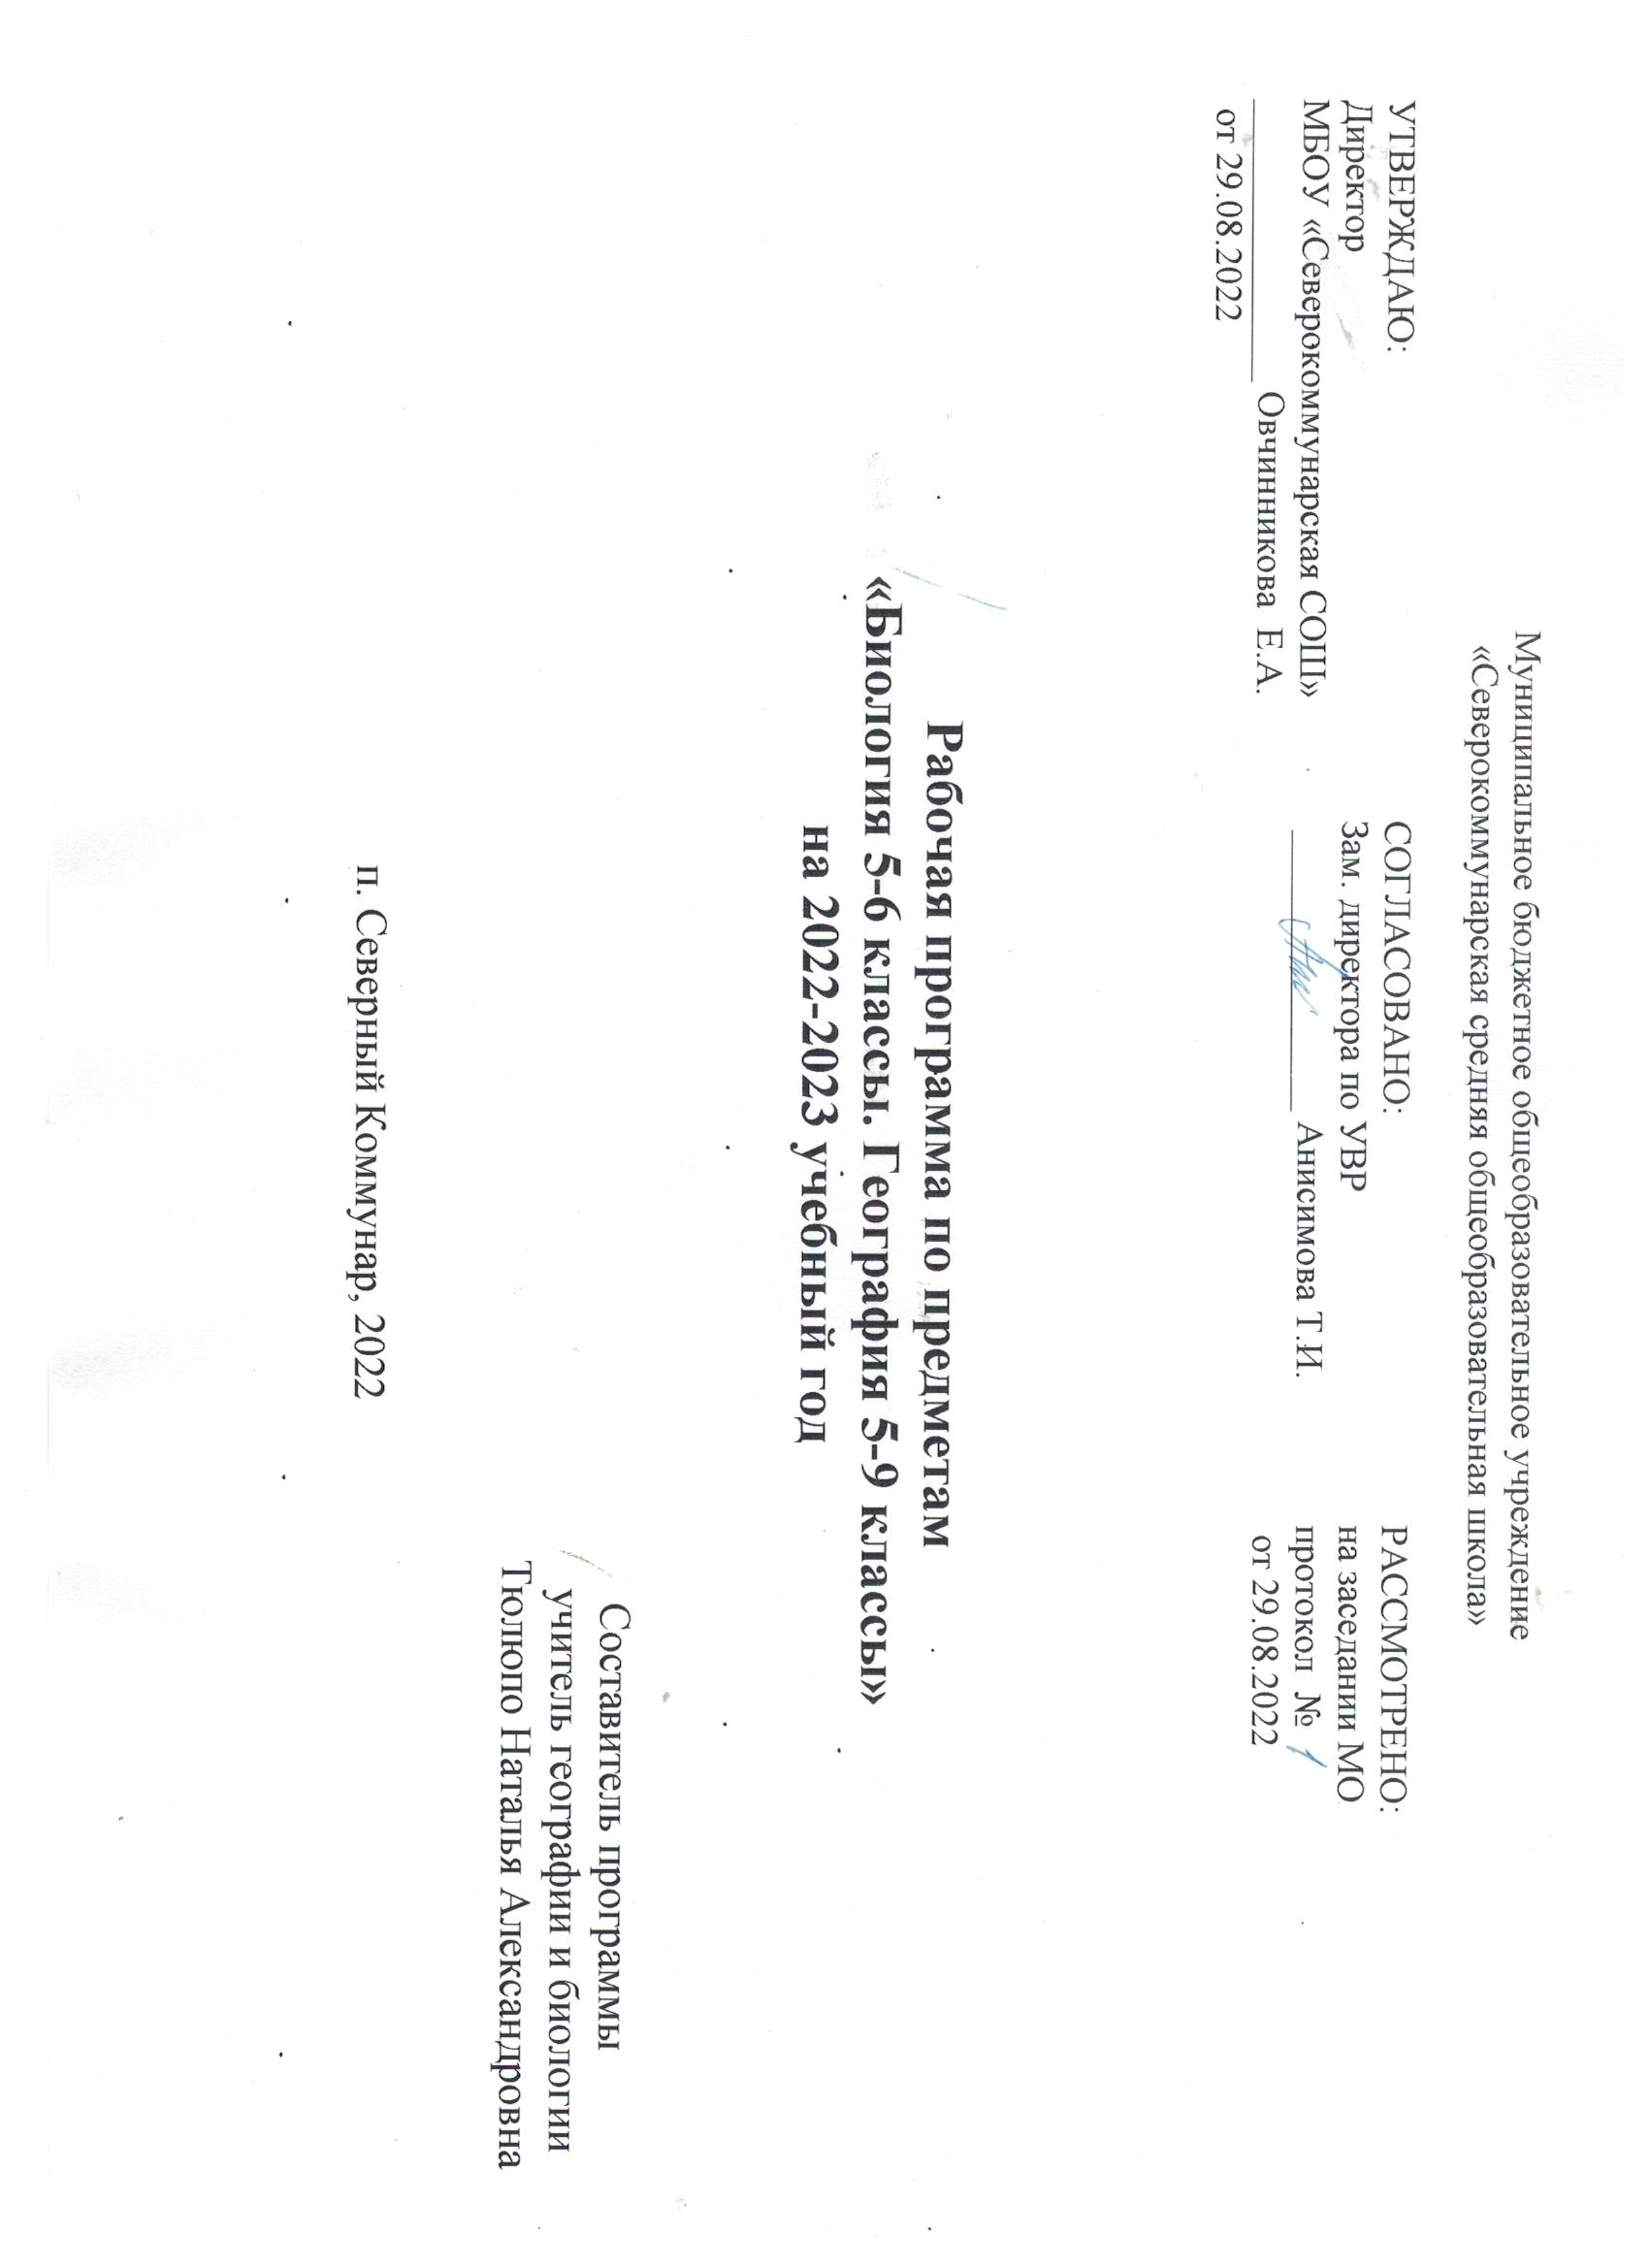 Муниципальное бюджетное общеобразовательное учреждение
«Северокоммунарская средняя общеобразовательная школа»
УТВЕРЖДАЮ:
Директор
МБОУ «Северокоммунарская СОШ»
______________ Овчинникова Е.А.
от 29.08.2022
СОГЛАСОВАНО:
Зам. директора по УВР
______________ Анисимова Т.И.
РАССМОТРЕНО:
на заседании МО
протокол № 1
от 29.08.2022
Рабочая программа по предметам
«Биология 5-6 классы. География 5-9 классы»
на 2022-2023 учебный год
Составитель программы
учитель географии и биологии
Тюлюпо Наталья Александровна
п. Северный Коммунар, 2022